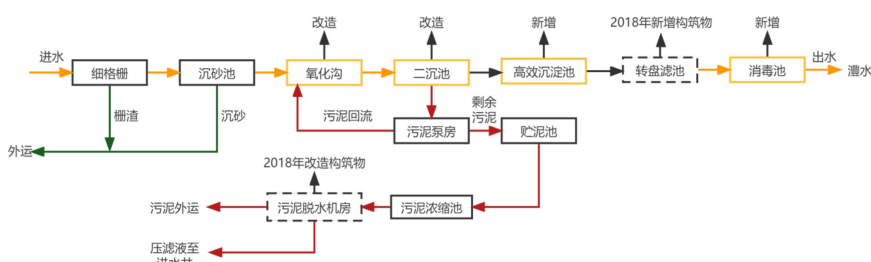 改造
改造
新增
2018年新增构筑物
新增
进水
细格栅
沉砂池
氧化沟
二沉池
高效沉淀池
转盘滤池
消毒池
出水
澧水
栅渣
沉砂
外运
污泥回流
剩余
污泥
污泥泵房
贮泥池
2018年改造构筑物
污泥外运
污泥脱水机房
污泥浓缩池
压滤液至
进水井